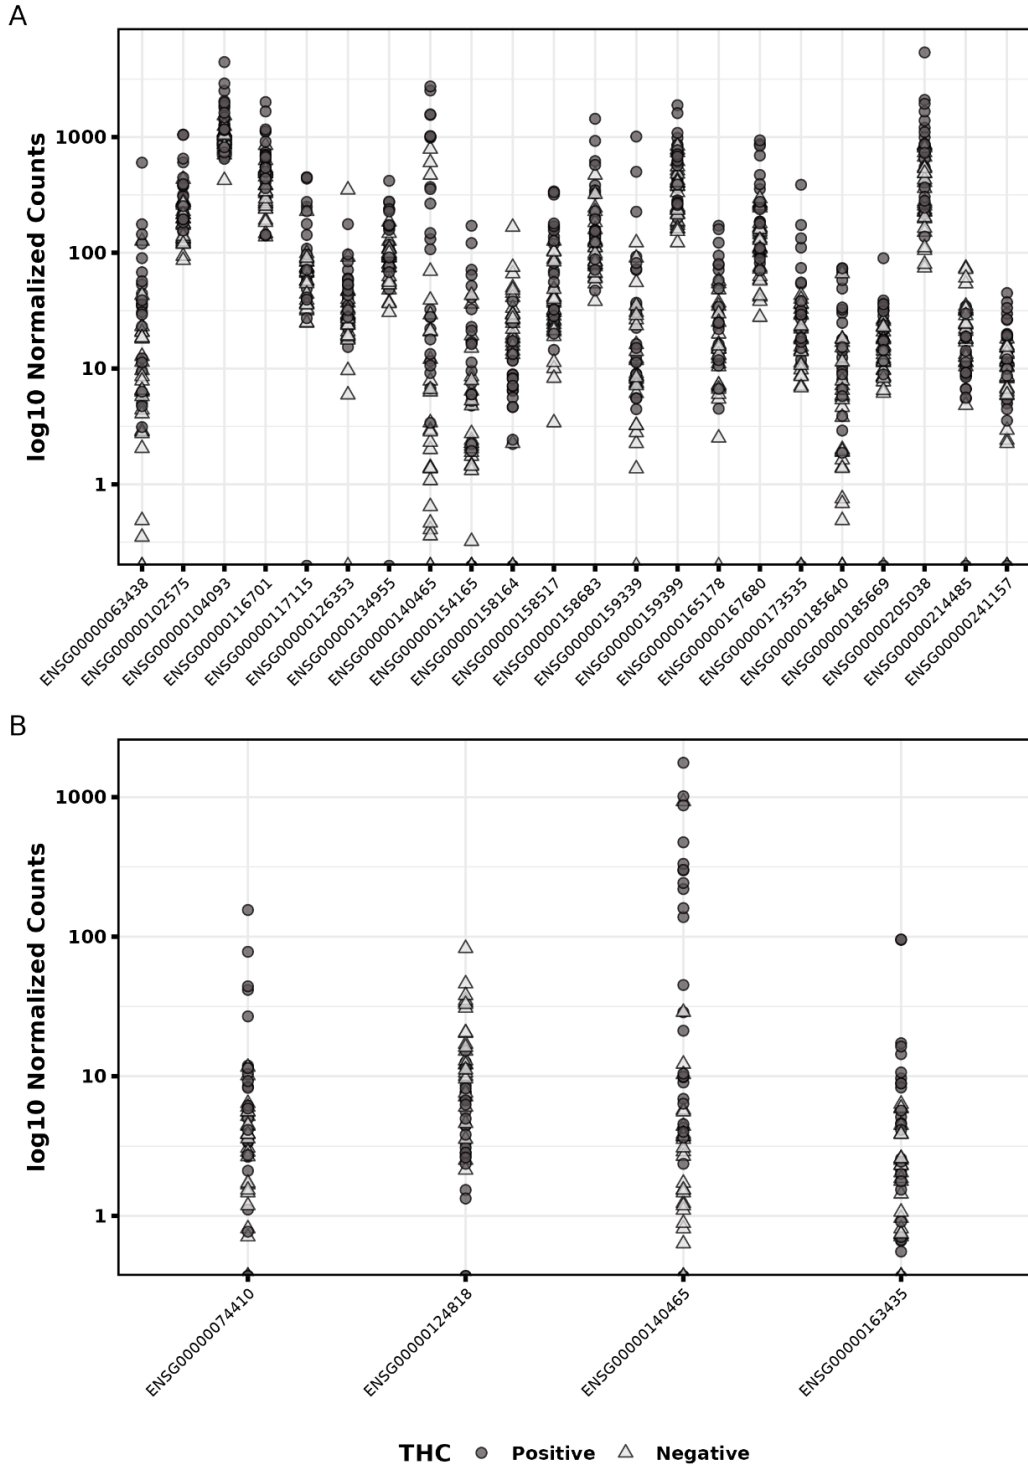 A
log10 Normalized Counts
1000
100
10
1
ENSG00000063438
ENSG00000102575
ENSG00000104093
ENSG00000116701
ENSG00000117115
ENSG00000126353
ENSG00000134955
ENSG00000140465
ENSG00000154165
ENSG00000158164
ENSG00000158517
ENSG00000158683
ENSG00000159339
ENSG00000159399
ENSG00000165178
ENSG00000167680
ENSG00000173535
ENSG00000185640
ENSG00000185669
ENSG00000205038
ENSG00000214485
ENSG00000241157
B
log10 Normalized Counts
1000
100
10
1
ENSG00000074410
ENSG00000124818
ENSG00000140465
ENSG00000163435
THC Positive Negative